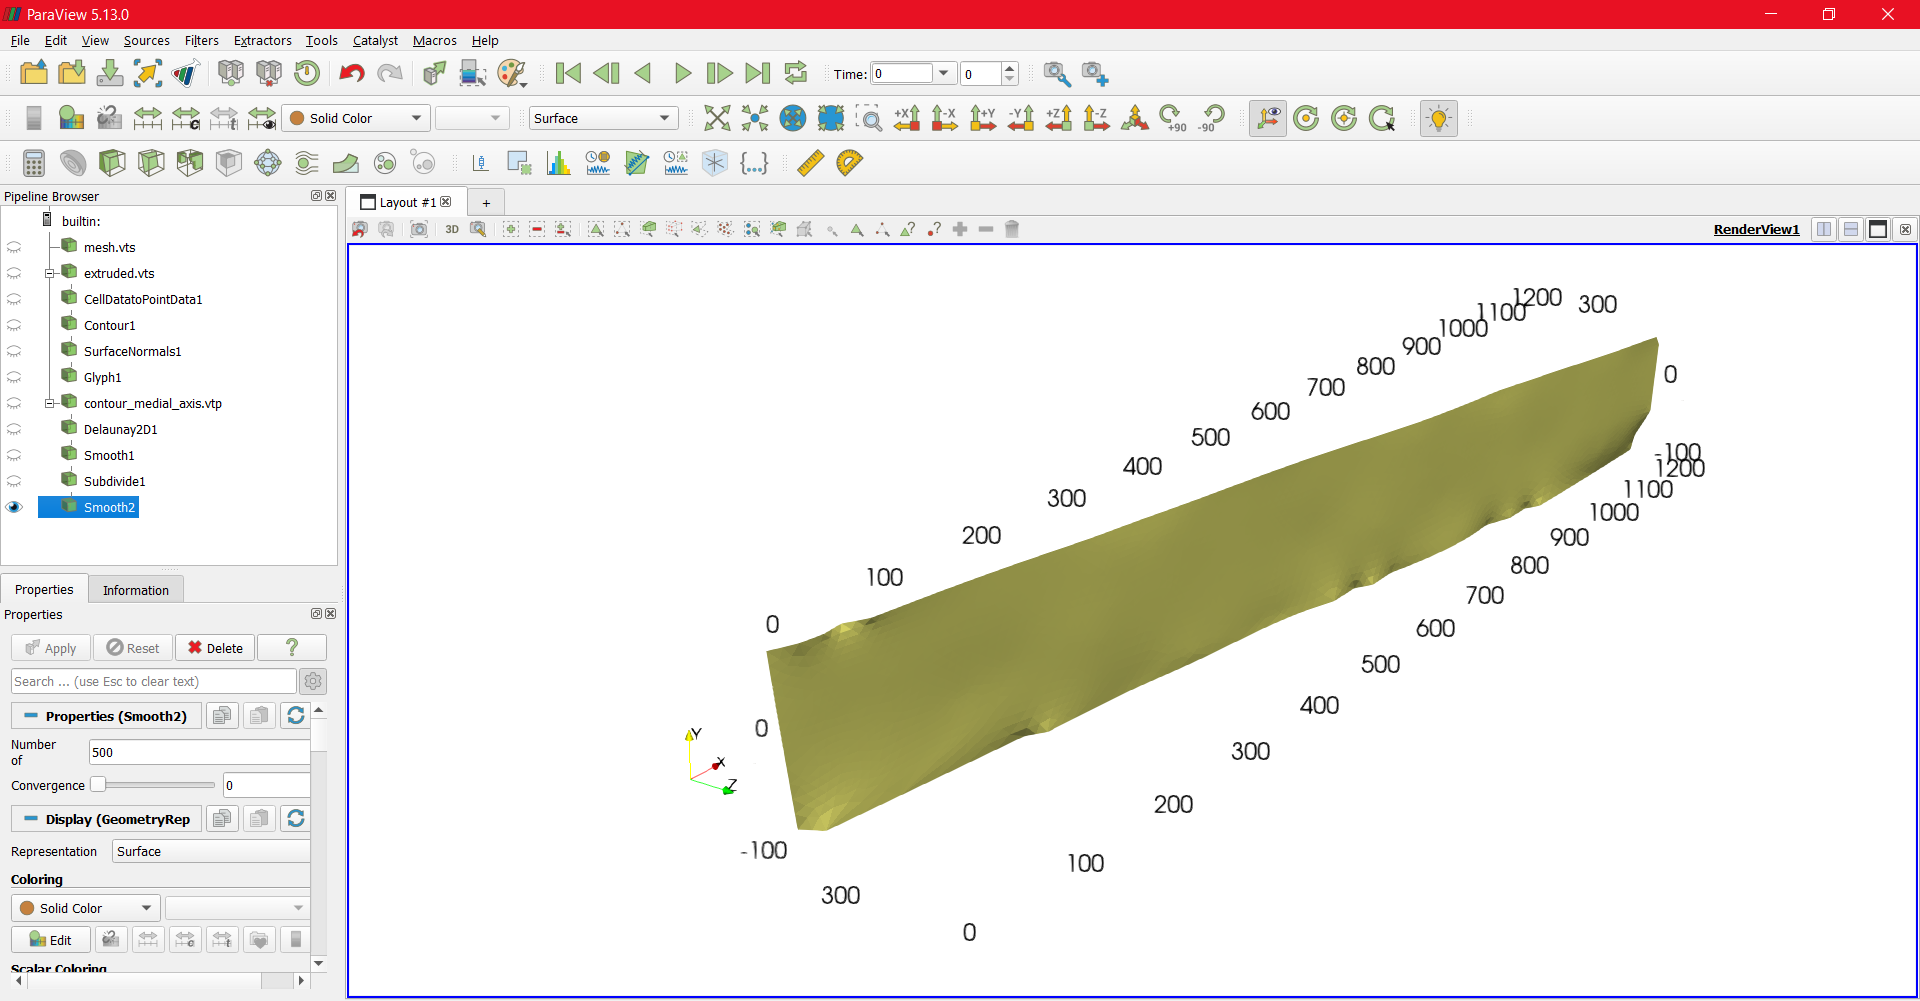 ParaView 5.13.0
File Edit View Sources Filters Extractors Tools Catalyst Macros Help
Time: 0 0
Solid Color Surface +X -X +Y -Y +Z -Z +90 -90
Pipeline Browser
builtin:
mesh.vts
extruded.vts
CellDatatoPointData1
Contour1
SurfaceNormals1
Glyph1
contour_medial_axis.vtp
Delaunay2D1
Smooth1
Subdivide1
Smooth2
Properties Information
Properties
Apply Reset Delete ?
Search ... (use Esc to clear text)
Properties (Smooth2)
Number
of
500
Convergence 0
Display (GeometryRep
Representation Surface
Coloring
Solid Color
Edit
Scalar Coloring
Layout #1 +
3D RenderView1
1200 300
1100
1000
900
800
700
600
500
400
300
200
100
0
0
-100
1200
1100
1000
900
800
700
600
500
400
300
200
100
0
0
-100
300
Y
X
Z